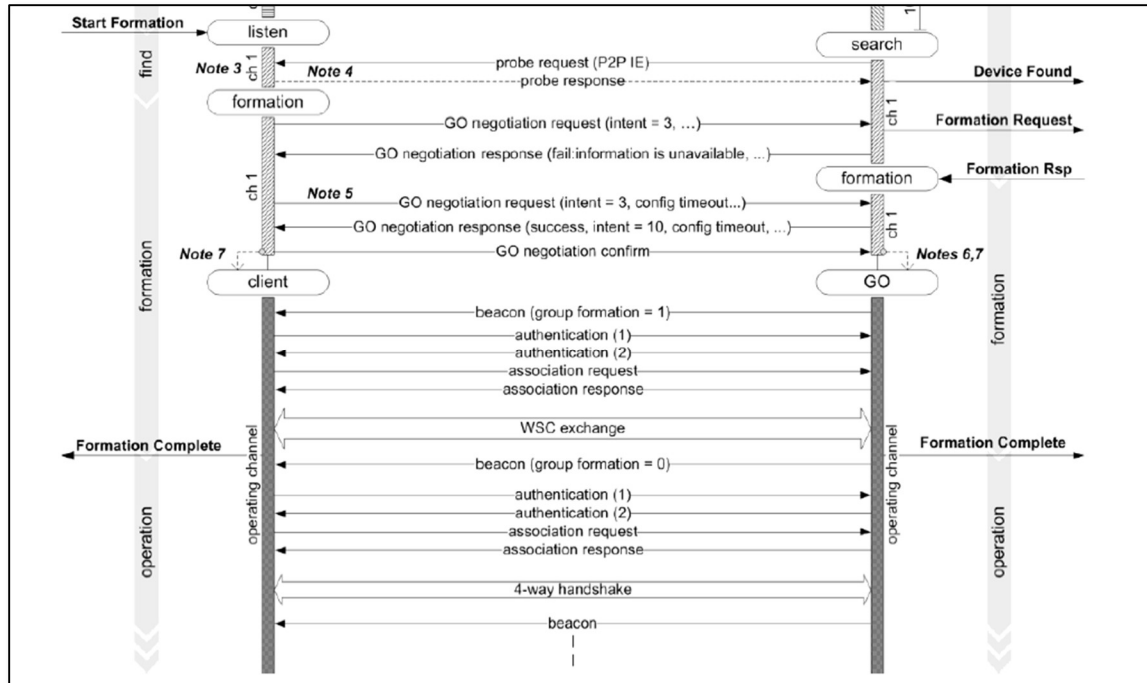 Start Formation
listen
search
find
Note 3
ch 1
Note 4
probe request (P2P IE)
probe response
Device Found
formation
ch 1
GO negotiation request (intent = 3, ...)
Formation Request
GO negotiation response (fail:information is unavailable, ...)
formation
Formation Rsp
ch 1
Note 5
GO negotiation request (intent = 3, config timeout...)
GO negotiation response (success, intent = 10, config timeout, ...)
ch 1
Note 7
GO negotiation confirm
Notes 6,7
client
GO
formation
formation
beacon (group formation = 1)
authentication (1)
authentication (2)
association request
association response
WSC exchange
Formation Complete
Formation Complete
operating channel
operating channel
beacon (group formation = 0)
authentication (1)
authentication (2)
association request
association response
operation
operation
4-way handshake
beacon